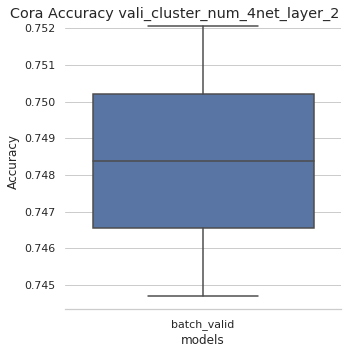 Cora Accuracy vali_cluster_num_4net_layer_2
0.752
0.751
0.750
0.749
0.748
0.747
0.746
0.745
Accuracy
batch_valid
models